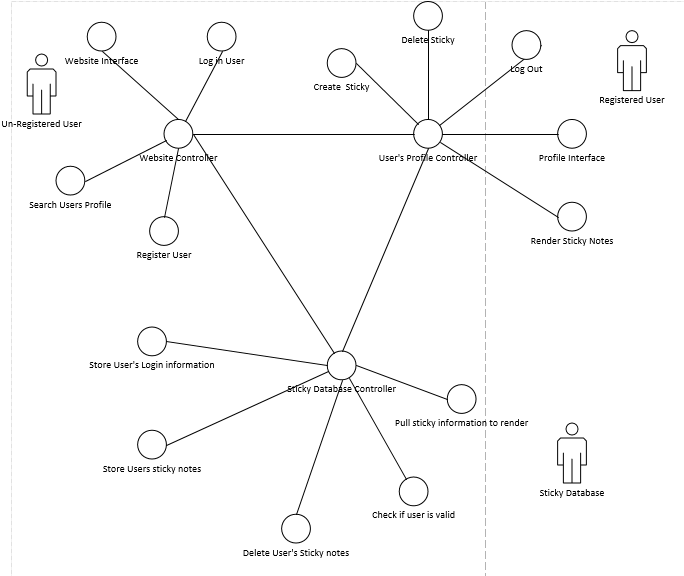 Delete Sticky
Website Interface
Log in User
Log Out
Create  Sticky
Registered User
Un-Registered User
Website Controller
User's Profile Controller
Profile Interface
Search Users Profile
Register User
Render Sticky Notes
Store User's Login information
Sticky Database Controller
Pull sticky information to render
Store Users sticky notes
Sticky Database
Check if user is valid
Delete User's Sticky notes